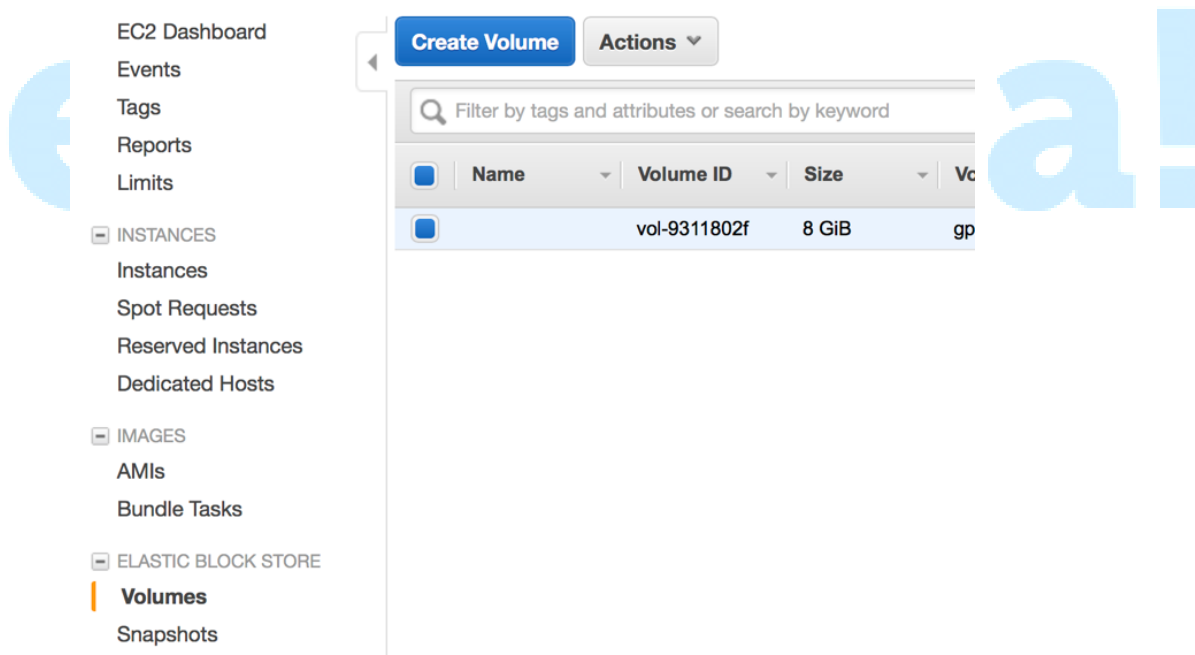 EC2 Dashboard
Events
Tags
Reports
Limits
INSTANCES
Instances
Spot Requests
Reserved Instances
Dedicated Hosts
IMAGES
AMIs
Bundle Tasks
ELASTIC BLOCK STORE
Volumes
Snapshots
Create Volume Actions
Filter by tags and attributes or search by keyword
Name Volume ID Size
vol-9311802f 8 GiB gp
a!